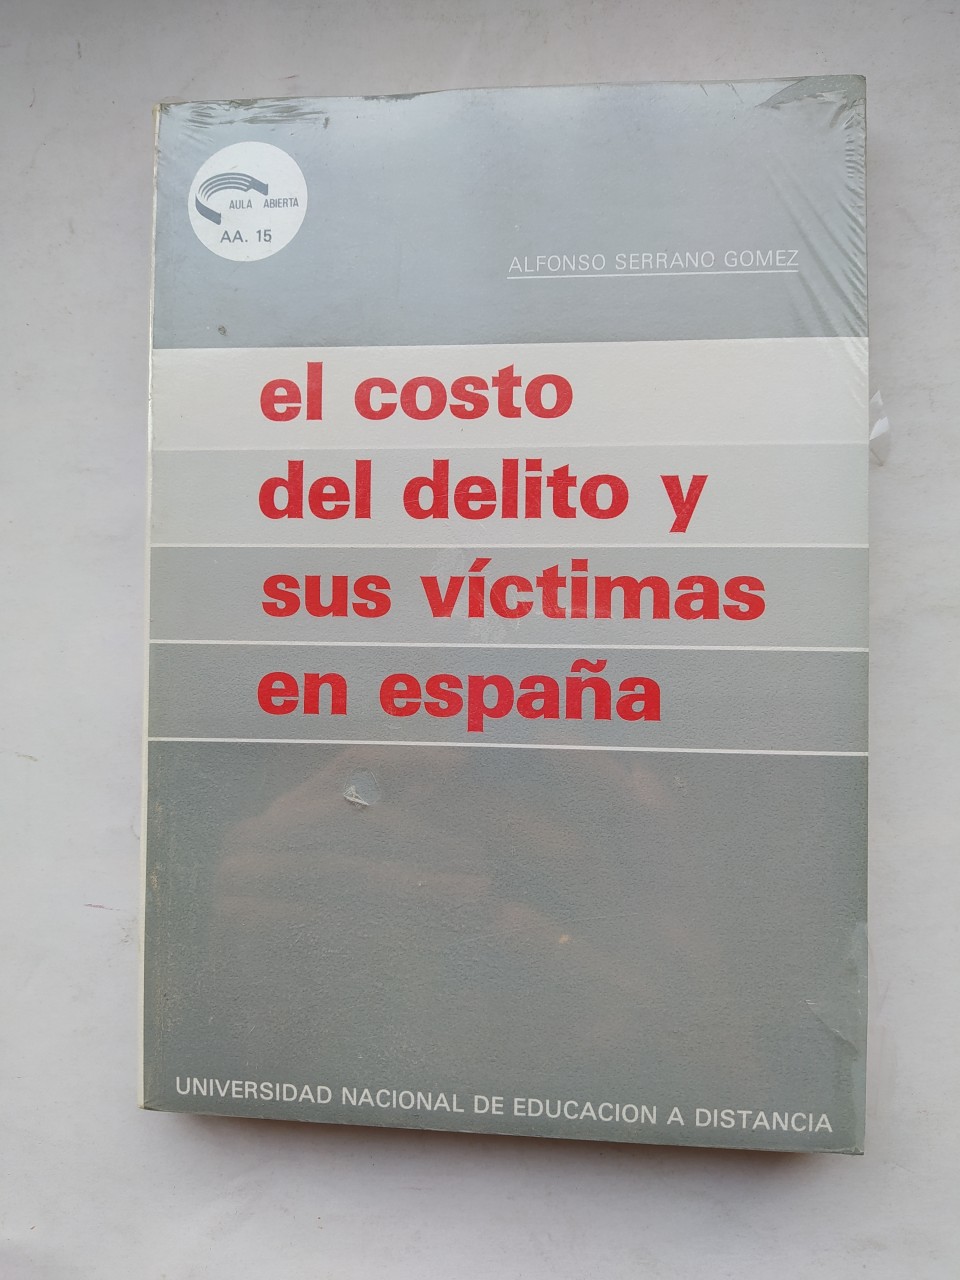 AULA ABIERTA
AA. 15
ALFONSO SERRANO GOMEZ
el costo
del delito y
sus víctimas
en españa
UNIVERSIDAD NACIONAL DE EDUCACION A DISTANCIA